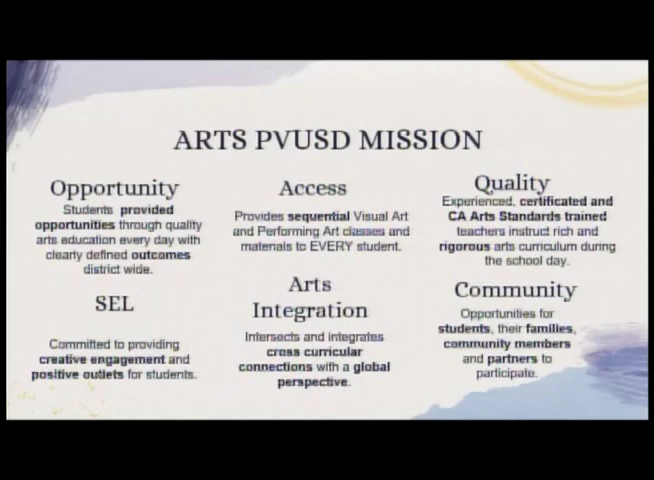 ARTS PVUSD MISSION
Opportunity
Students provided
opportunities through quality
arts education every day with
clearly defined outcomes
district wide.
Access
Provides sequential Visual Art
and Performing Art classes and
materials to EVERY student.
Quality
Experienced, certificated and
CA Arts Standards trained
teachers instruct rich and
rigorous arts curriculum during
the school day.
SEL
Committed to providing
creative engagement and
positive outlets for students.
Arts
Integration
Intersects and integrates
cross curricular
connections with a global
perspective.
Community
Opportunities for
students, their families,
community members
and partners to
participate.